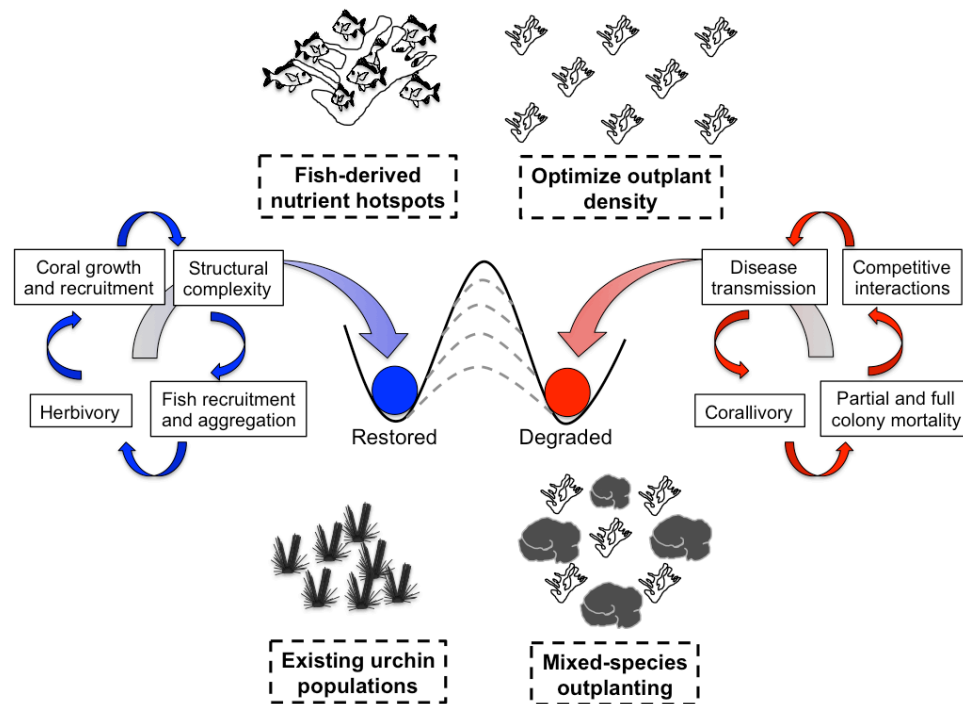 Fish-derived
nutrient hotspots
Optimize outplant
density
Coral growth
and recruitment
Structural
complexity
Disease
transmission
Competitive
interactions
Herbivory
Fish recruitment
and aggregation
Corallivory
Partial and full
colony mortality
Restored
Degraded
Existing urchin
populations
Mixed-species
outplanting